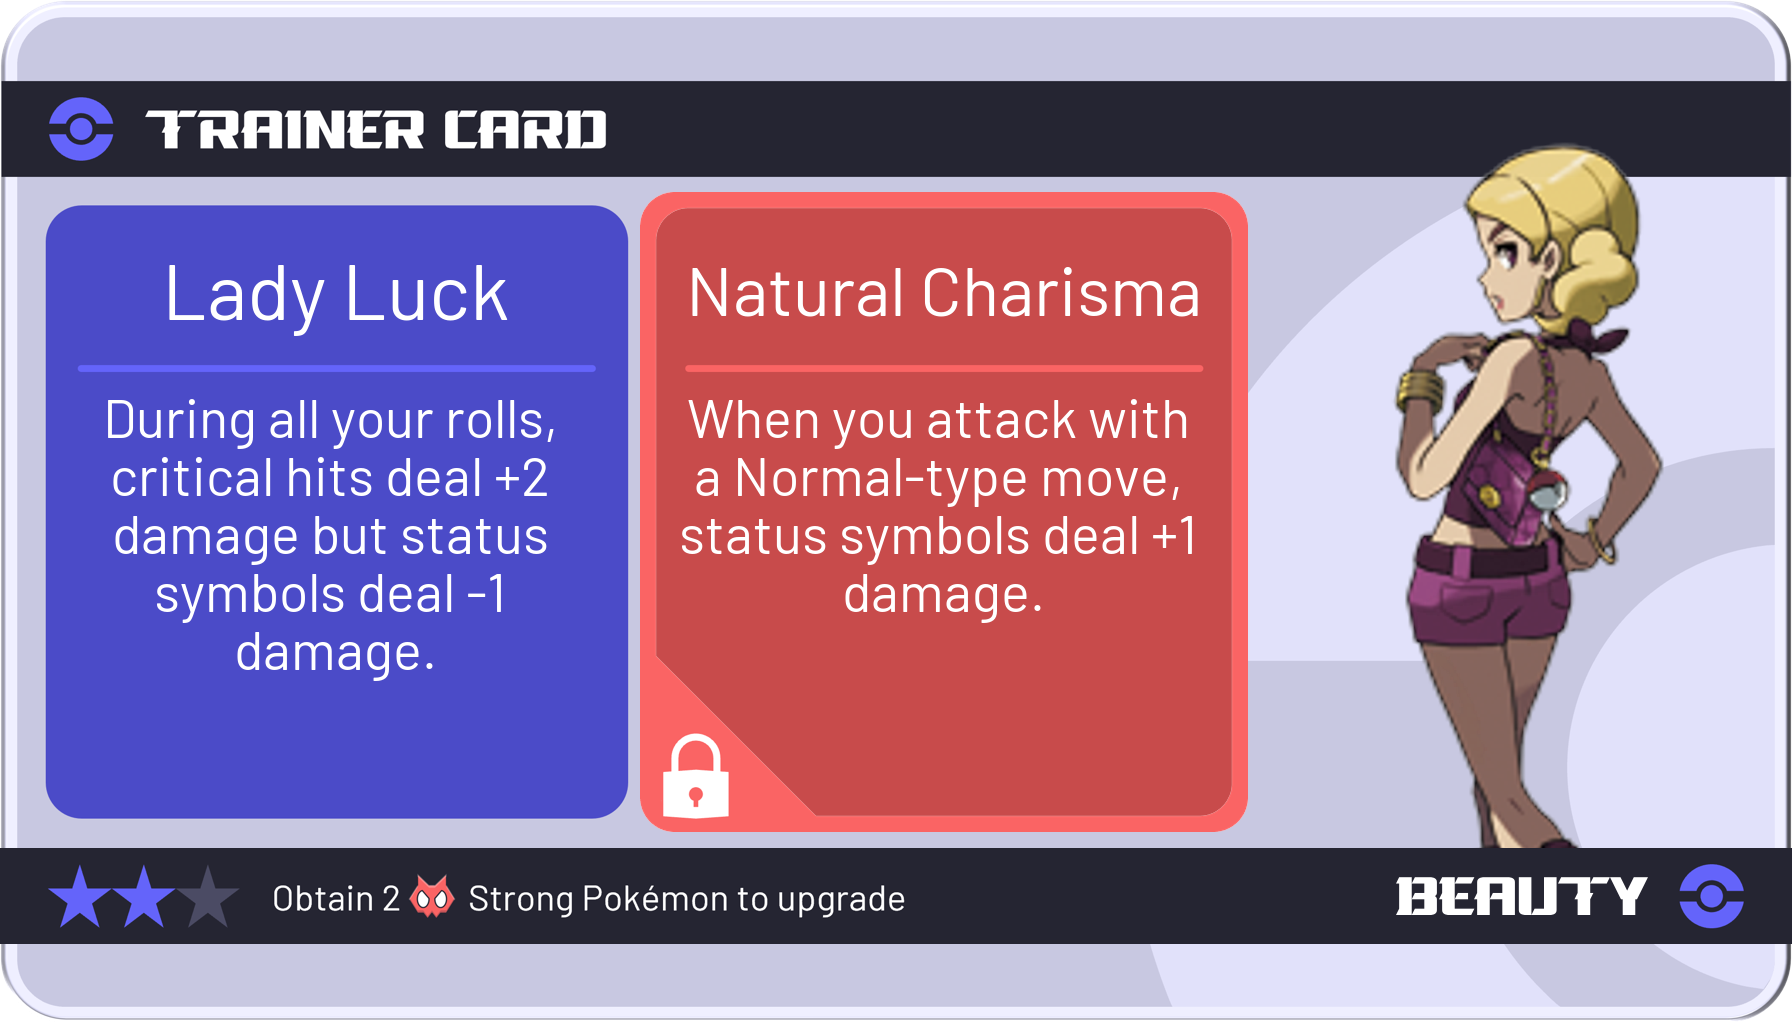 TRAINER CARD
Lady Luck
During all your rolls,
critical hits deal +2
damage but status
symbols deal -1
damage.
Natural Charisma
When you attack with
a Normal-type move,
status symbols deal +1
damage.
Obtain 2 Strong Pokémon to upgrade
BEAUTY